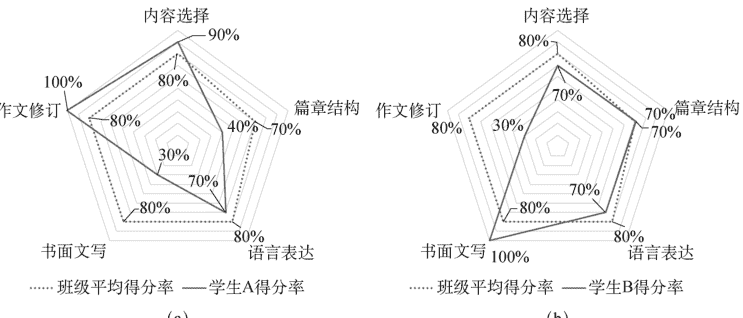 内容选择
90%
80%
100%
作文修订
80%
篇章结构
40%
70%
30%
70%
80%
80%
书面文写
语言表达
班级平均得分率
学生A得分率
(a)
内容选择
80%
70%
作文修订
80%
30%
篇章结构
70%
70%
70%
80%
80%
书面文写
100%
语言表达
班级平均得分率
学生B得分率
(b)